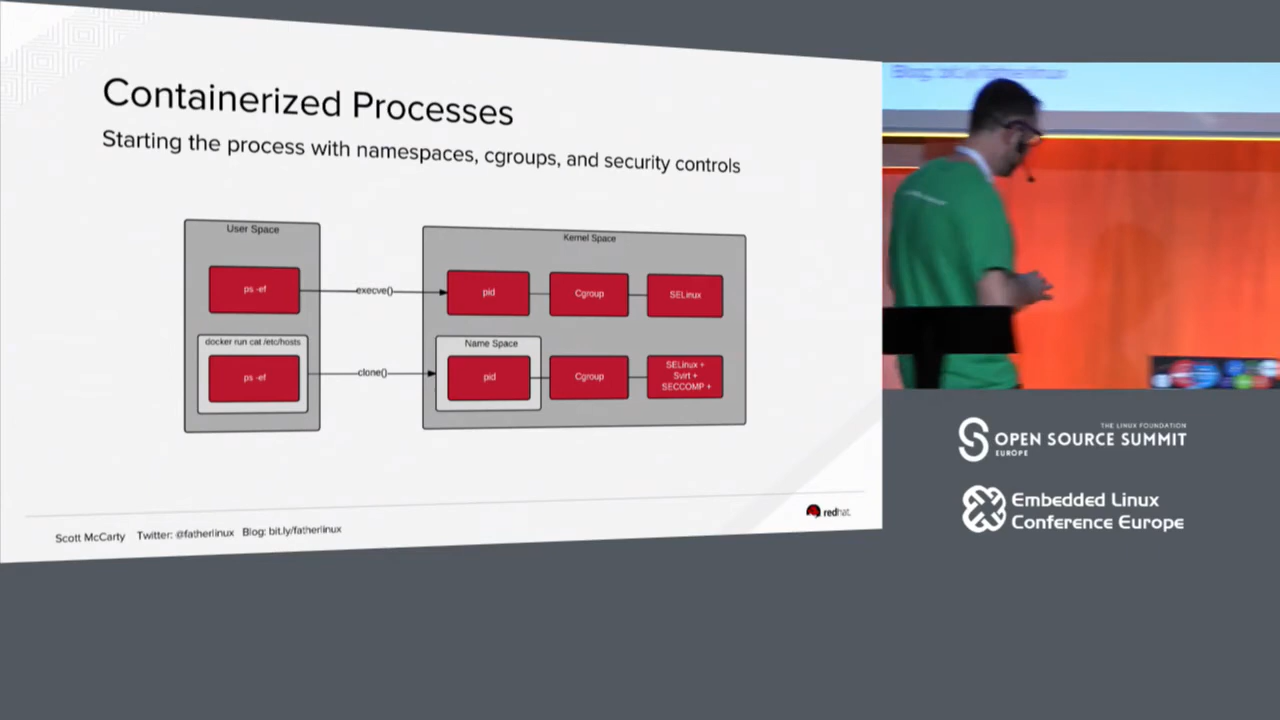 Containerized Processes
Starting the process with namespaces, cgroups, and security controls
User Space
ps -ef
docker run cat /etc/hosts
ps -ef
execve()
clone()
Kernel Space
pid
Cgroup
SELinux
Name Space
pid
Cgroup
SELinux +
Svirt +
SECCOMP +
Scott McCarty Twitter: @fatherlinux Blog: bit.ly/fatherlinux
redhat.
THE LINUX FOUNDATION
OPEN SOURCE SUMMIT
EUROPE
Embedded Linux
Conference Europe